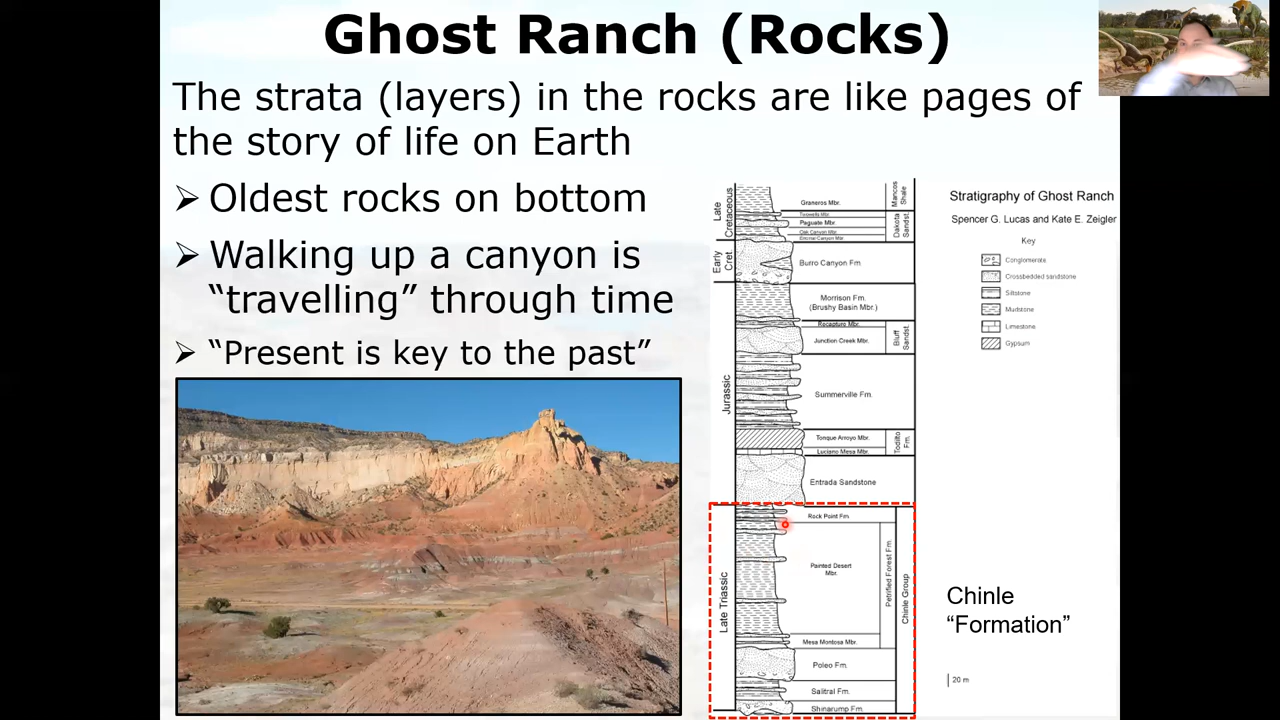 Ghost Ranch (Rocks)
The strata (layers) in the rocks are like pages of
the story of life on Earth
➢ Oldest rocks on bottom
➢ Walking up a canyon is
“travelling” through time
➢ “Present is key to the past”
Late
Cretaceous
Graneros Mbr.
Mancos
Shale
Paguate Mbr.
Oak Canyon Mbr.
Encinal Canyon Mbr.
Dakota
Sandst.
Early
Cret.
Burro Canyon Fm
Jurassic
Morrison Fm.
(Brushy Basin Mbr.)
Recapture Mbr.
Junction Creek Mbr.
Bluff
Sandst.
Summerville Fm.
Tonque Arroyo Mbr.
Luciano Mesa Mbr.
Todilto
Fm.
Entrada Sandstone
Late Triassic
Rock Point Fm.
Painted Desert
Mbr.
Mesa Montosa Mbr.
Petrified Forest Fm.
Chinle Group
Poleo Fm.
Salitral Fm.
Shinarump Fm.
Stratigraphy of Ghost Ranch
Spencer G. Lucas and Kate E. Zeigler
Key
Conglomerate
Crossbedded sandstone
Siltstone
Mudstone
Limestone
Gypsum
Chinle
“Formation”
20 m